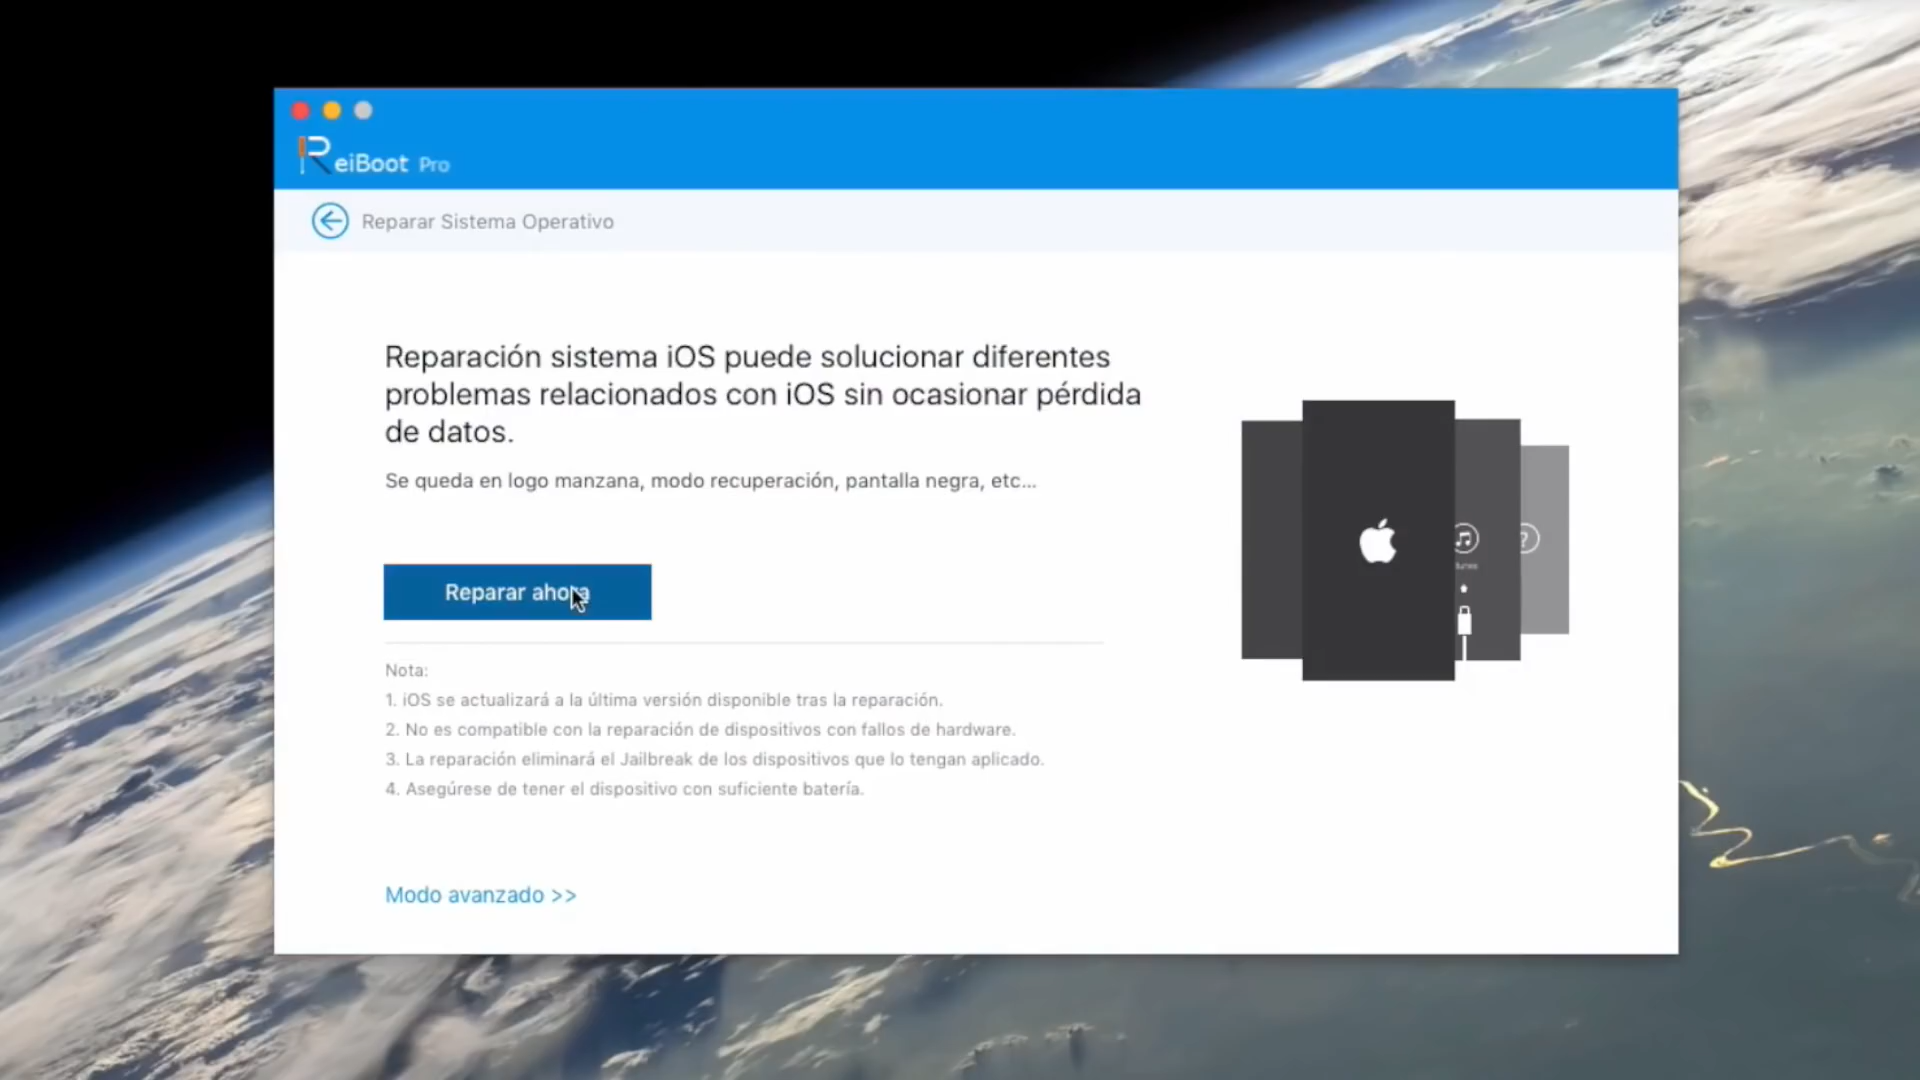 ReiBoot Pro
Reparar Sistema Operativo
Reparación sistema iOS puede solucionar diferentes
problemas relacionados con iOS sin ocasionar pérdida
de datos.
Se queda en logo manzana, modo recuperación, pantalla negra, etc...
Reparar ahora
Nota:
1. iOS se actualizará a la última versión disponible tras la reparación.
2. No es compatible con la reparación de dispositivos con fallos de hardware.
3. La reparación eliminará el Jailbreak de los dispositivos que lo tengan aplicado.
4. Asegúrese de tener el dispositivo con suficiente batería.
Modo avanzado >>